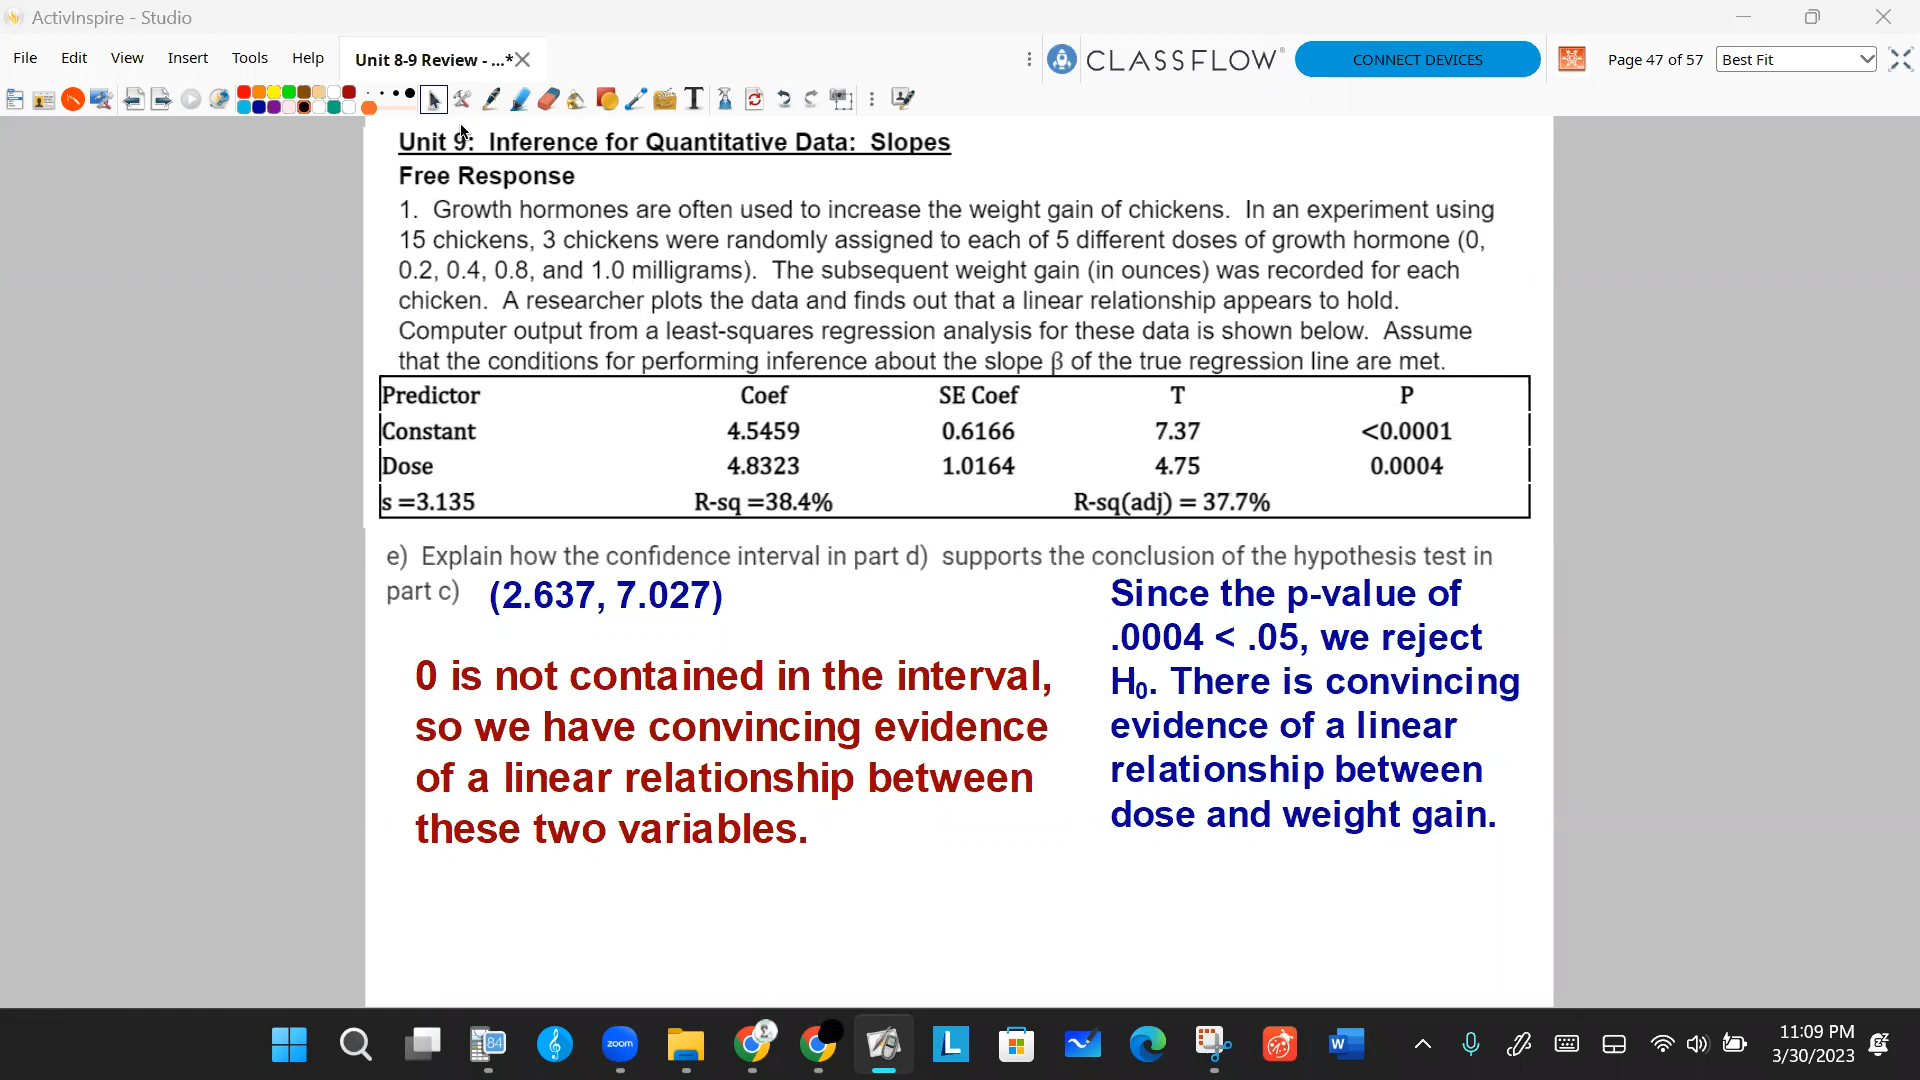 ActivInspire - Studio
File Edit View Insert Tools Help Unit 8-9 Review - ...* CLASSFLOW CONNECT DEVICES Page 47 of 57 Best Fit
Unit 9: Inference for Quantitative Data: Slopes
Free Response
1. Growth hormones are often used to increase the weight gain of chickens. In an experiment using
15 chickens, 3 chickens were randomly assigned to each of 5 different doses of growth hormone (0,
0.2, 0.4, 0.8, and 1.0 milligrams). The subsequent weight gain (in ounces) was recorded for each
chicken. A researcher plots the data and finds out that a linear relationship appears to hold.
Computer output from a least-squares regression analysis for these data is shown below. Assume
that the conditions for performing inference about the slope β of the true regression line are met.
Predictor Coef SE Coef T P
Constant 4.5459 0.6166 7.37 <0.0001
Dose 4.8323 1.0164 4.75 0.0004
s =3.135 R-sq =38.4% R-sq(adj) = 37.7%
e) Explain how the confidence interval in part d) supports the conclusion of the hypothesis test in
part c) (2.637, 7.027)
0 is not contained in the interval,
so we have convincing evidence
of a linear relationship between
these two variables.
Since the p-value of
.0004 < .05, we reject
H₀. There is convincing
evidence of a linear
relationship between
dose and weight gain.
84 zoom L W
11:09 PM
3/30/2023